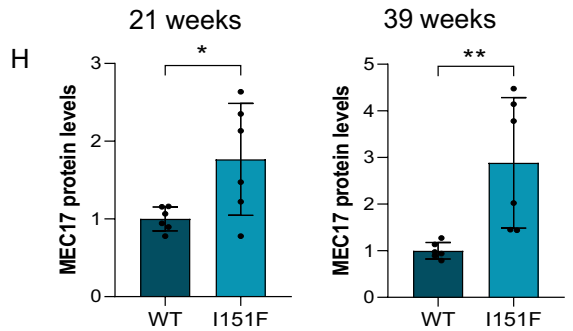 21 weeks
39 weeks
H
*
**
MEC17 protein levels
3
2
1
0
WT
I151F
MEC17 protein levels
5
4
3
2
1
0
WT
I151F